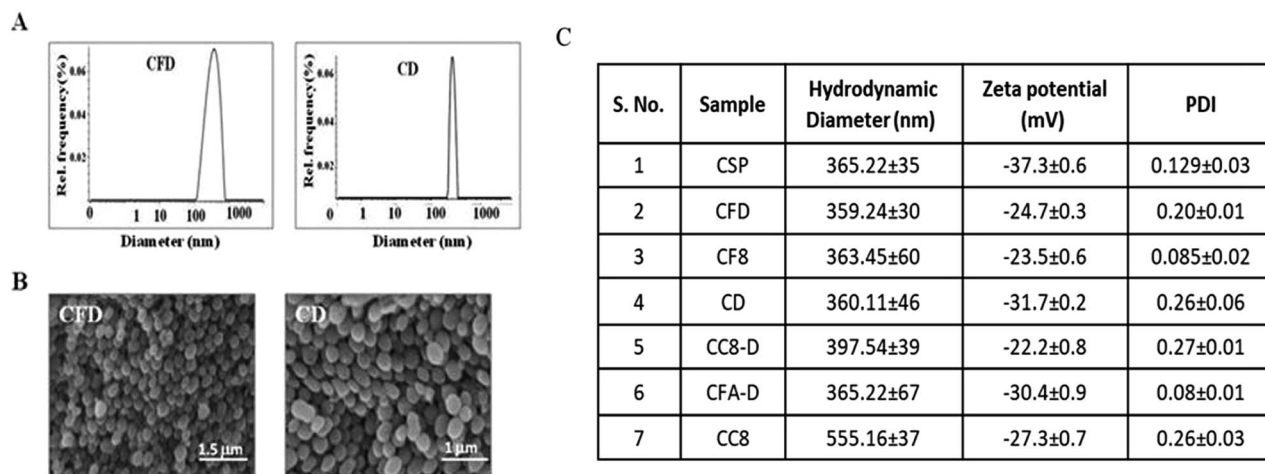 A
CFD
Rel. frequency(%)
0.06
0.04
0.02
0 1 10 100 1000
Diameter (nm)
CD
Rel. frequency(%)
0.06
0.04
0.02
0 1 10 100 1000
Diameter (nm)
B
CFD
1.5 µm
CD
1 µm
C
S. No. Sample Hydrodynamic Diameter (nm) Zeta potential (mV) PDI
1 CSP 365.22±35 -37.3±0.6 0.129±0.03
2 CFD 359.24±30 -24.7±0.3 0.20±0.01
3 CF8 363.45±60 -23.5±0.6 0.085±0.02
4 CD 360.11±46 -31.7±0.2 0.26±0.06
5 CC8-D 397.54±39 -22.2±0.8 0.27±0.01
6 CFA-D 365.22±67 -30.4±0.9 0.08±0.01
7 CC8 555.16±37 -27.3±0.7 0.26±0.03